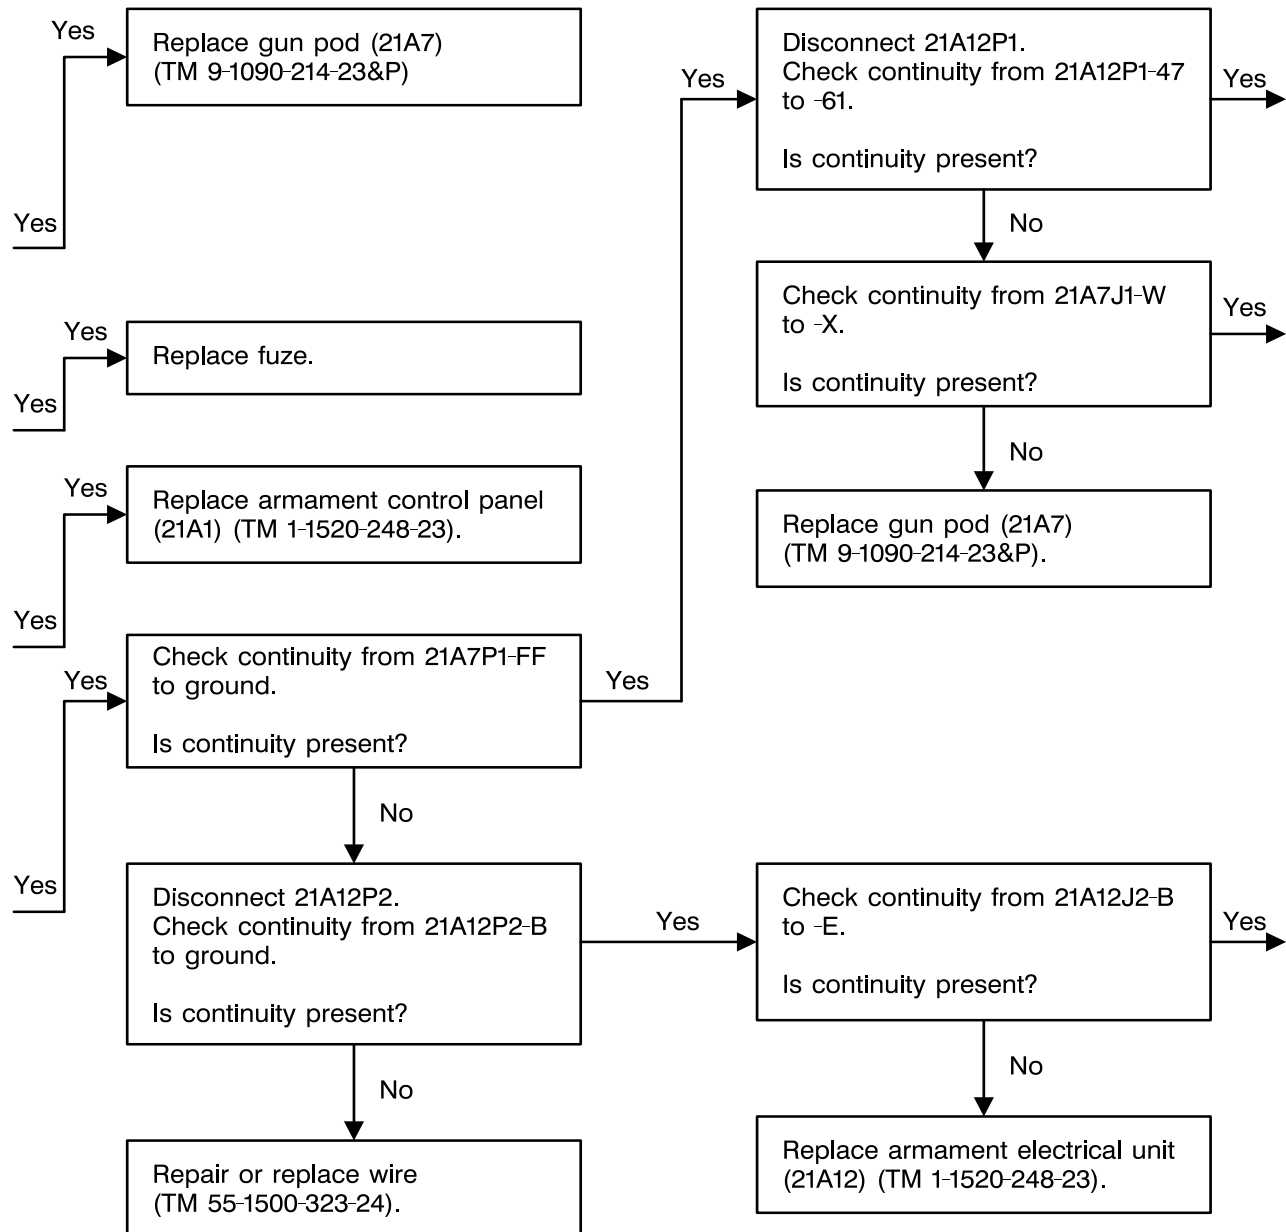 Yes
Replace gun pod (21A7)
(TM 9-1090-214-23&P)
Yes
Yes
Replace fuze.
Yes
Yes
Replace armament control panel
(21A1) (TM 1-1520-248-23).
Yes
Yes
Check continuity from 21A7P1-FF
to ground.
Is continuity present?
Yes
No
Yes
Disconnect 21A12P2.
Check continuity from 21A12P2-B
to ground.
Is continuity present?
Yes
No
Repair or replace wire
(TM 55-1500-323-24).
Yes
Disconnect 21A12P1.
Check continuity from 21A12P1-47
to -61.
Is continuity present?
Yes
No
Check continuity from 21A7J1-W
to -X.
Is continuity present?
Yes
No
Replace gun pod (21A7)
(TM 9-1090-214-23&P).
Check continuity from 21A12J2-B
to -E.
Is continuity present?
Yes
No
Replace armament electrical unit
(21A12) (TM 1-1520-248-23).